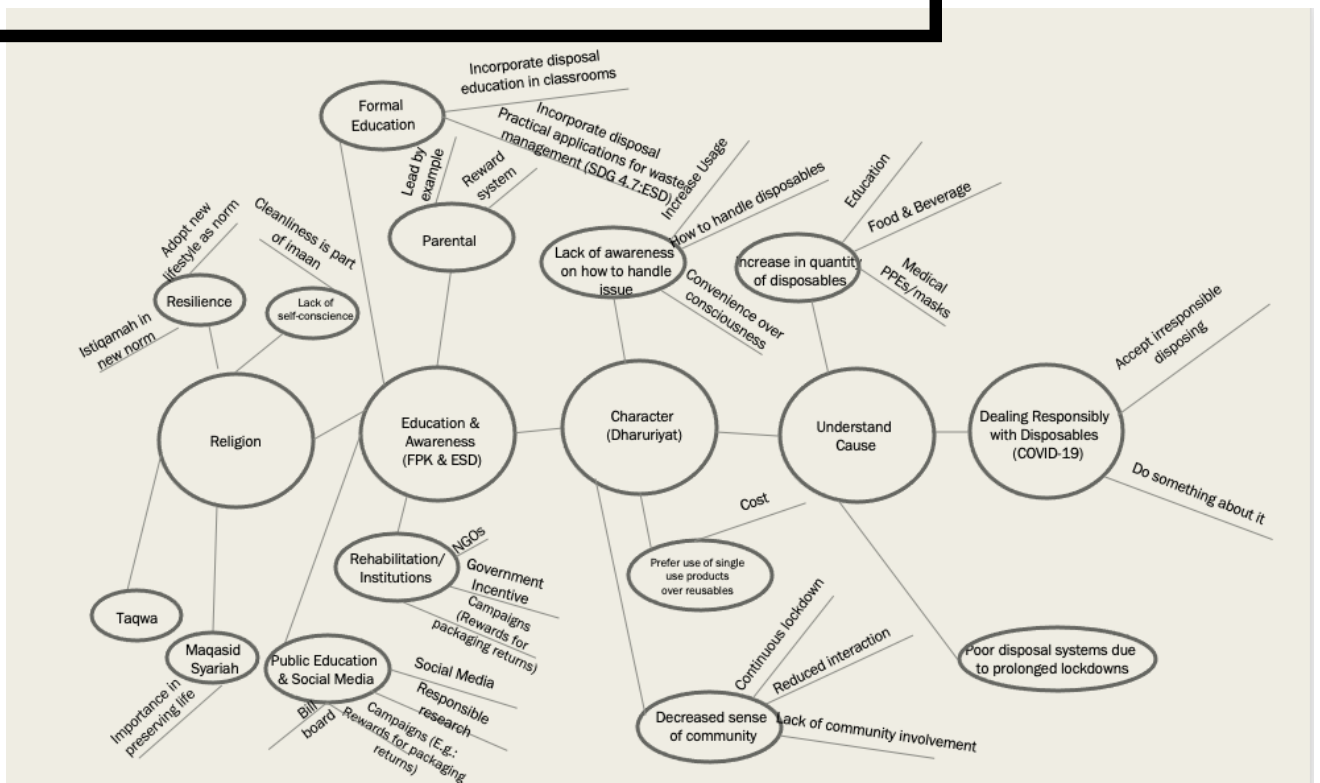 Incorporate disposal
education in classrooms
Formal
Education
Incorporate disposal
Practical applications for waste
management (SDG 4.7:ESD)
Lead by
example
Reward
system
Parental
Increase Usage
How to handle disposables
Lack of awareness
on how to handle
issue
Convenience over
consciousness
Education
Food & Beverage
Increase in quantity
of disposables
Medical
PPEs/masks
Adopt new
lifestyle as norm
Cleanliness is part
of imaan
Resilience
Lack of
self-conscience
Istiqamah in
new norm
Accept irresponsible
disposing
Religion
Education &
Awareness
(FPK & ESD)
Character
(Dharuriyat)
Understand
Cause
Dealing Responsibly
with Disposables
(COVID-19)
Do something about it
Cost
Prefer use of single
use products
over reusables
Rehabilitation/
Institutions
NGOs
Government
Incentive
Campaigns
(Rewards for
packaging returns)
Taqwa
Maqasid
Syariah
Importance in
preserving life
Public Education
& Social Media
Social Media
Responsible
research
Bill
board
Campaigns (E.g.:
Rewards for packaging
returns)
Continuous lockdown
Reduced interaction
Decreased sense
of community
Lack of community involvement
Poor disposal systems due
to prolonged lockdowns